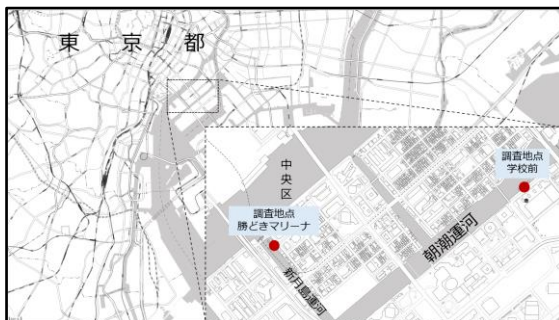 東京都
中央区
調査地点
勝どきマリーナ
調査地点
学校前
朝潮運河
新月島運河